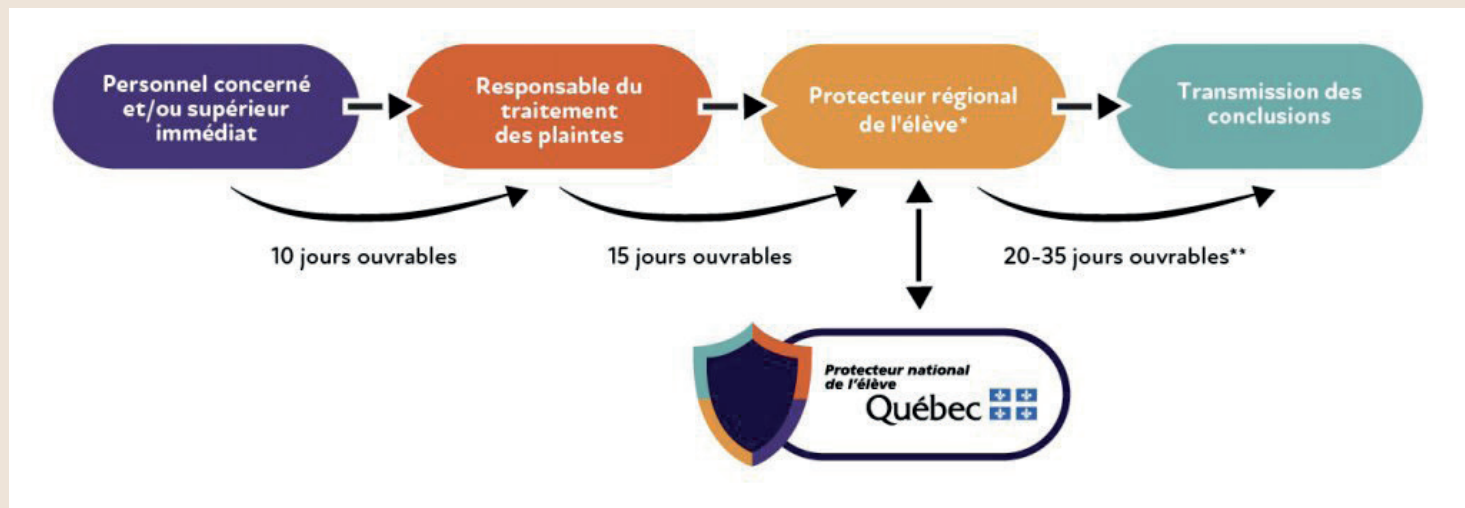 Personnel concerné
et/ou supérieur
immédiat
Responsable du
traitement
des plaintes
Protecteur régional
de l'élève*
Transmission des
conclusions
10 jours ouvrables
15 jours ouvrables
20-35 jours ouvrables**
Protecteur national
de l'élève
Québec